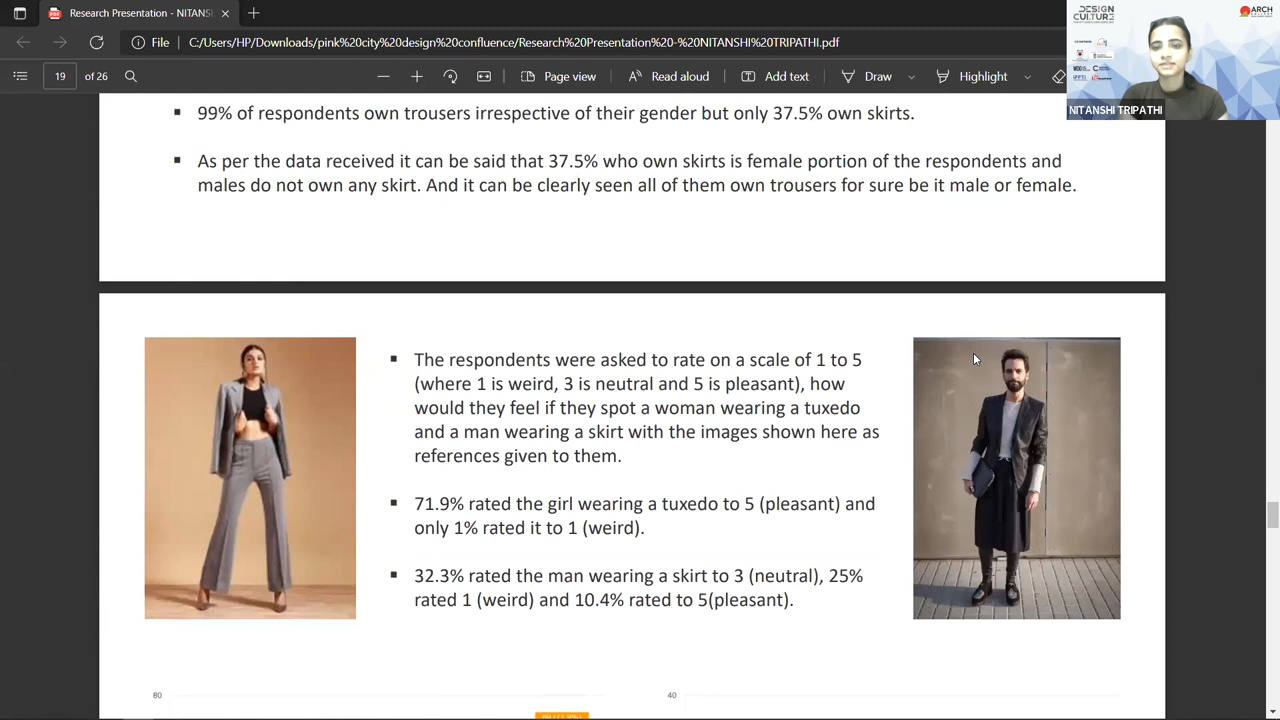 Research Presentation - NITANSHI
File C:/Users/HP/Downloads/pink%20city%20design%20conference/Research%20Presentation%20-%20NITANSHI%20TRIPATHI.pdf
19 of 26 Page view Read aloud Add text Draw Highlight
DESIGN CULTURE
ARCH
NITANSHI TRIPATHI
▪ 99% of respondents own trousers irrespective of their gender but only 37.5% own skirts.
▪ As per the data received it can be said that 37.5% who own skirts is female portion of the respondents and
males do not own any skirt. And it can be clearly seen all of them own trousers for sure be it male or female.
▪ The respondents were asked to rate on a scale of 1 to 5
(where 1 is weird, 3 is neutral and 5 is pleasant), how
would they feel if they spot a woman wearing a tuxedo
and a man wearing a skirt with the images shown here as
references given to them.
▪ 71.9% rated the girl wearing a tuxedo to 5 (pleasant) and
only 1% rated it to 1 (weird).
▪ 32.3% rated the man wearing a skirt to 3 (neutral), 25%
rated 1 (weird) and 10.4% rated to 5(pleasant).
80
40